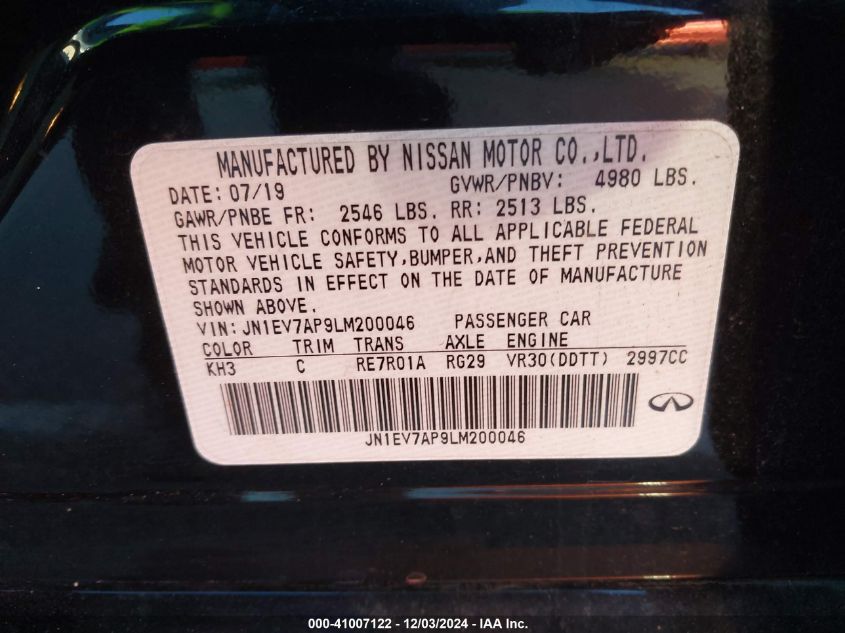 MANUFACTURED BY NISSAN MOTOR CO.,LTD.
DATE: 07/19 GVWR/PNBV: 4980 LBS.
GAWR/PNBE FR: 2546 LBS. RR: 2513 LBS.
THIS VEHICLE CONFORMS TO ALL APPLICABLE FEDERAL
MOTOR VEHICLE SAFETY,BUMPER,AND THEFT PREVENTION
STANDARDS IN EFFECT ON THE DATE OF MANUFACTURE
SHOWN ABOVE.
VIN:JN1EV7AP9LM200046 PASSENGER CAR
COLOR TRIM TRANS AXLE ENGINE
KH3 C RE7R01A RG29 VR30(DDTT) 2997CC
JN1EV7AP9LM200046
000-41007122 - 12/03/2024 - IAA Inc.